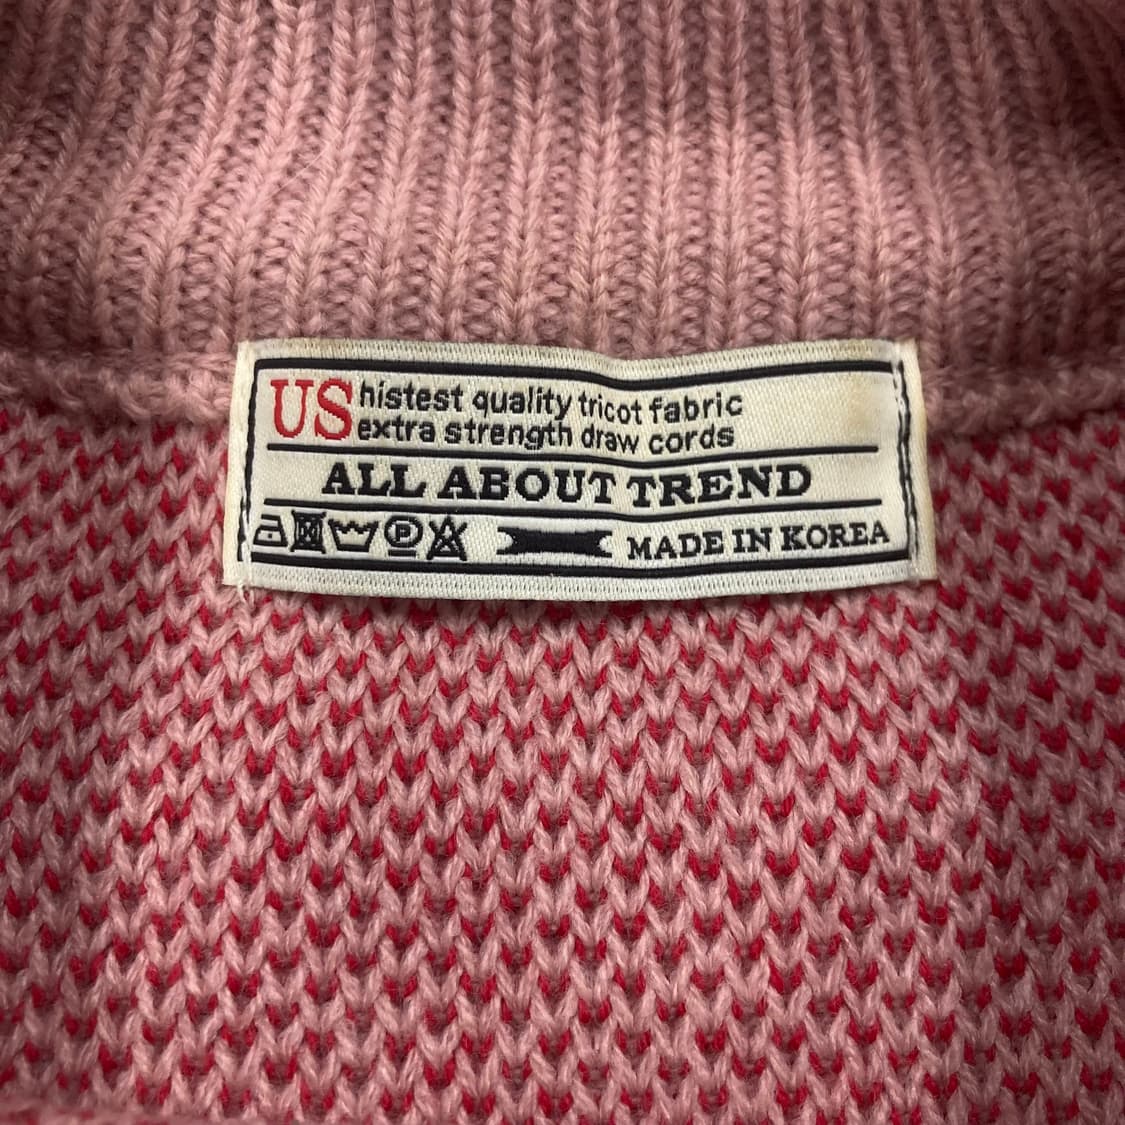 US histest quality tricot fabric
extra strength draw cords
ALL ABOUT TREND
P MADE IN KOREA